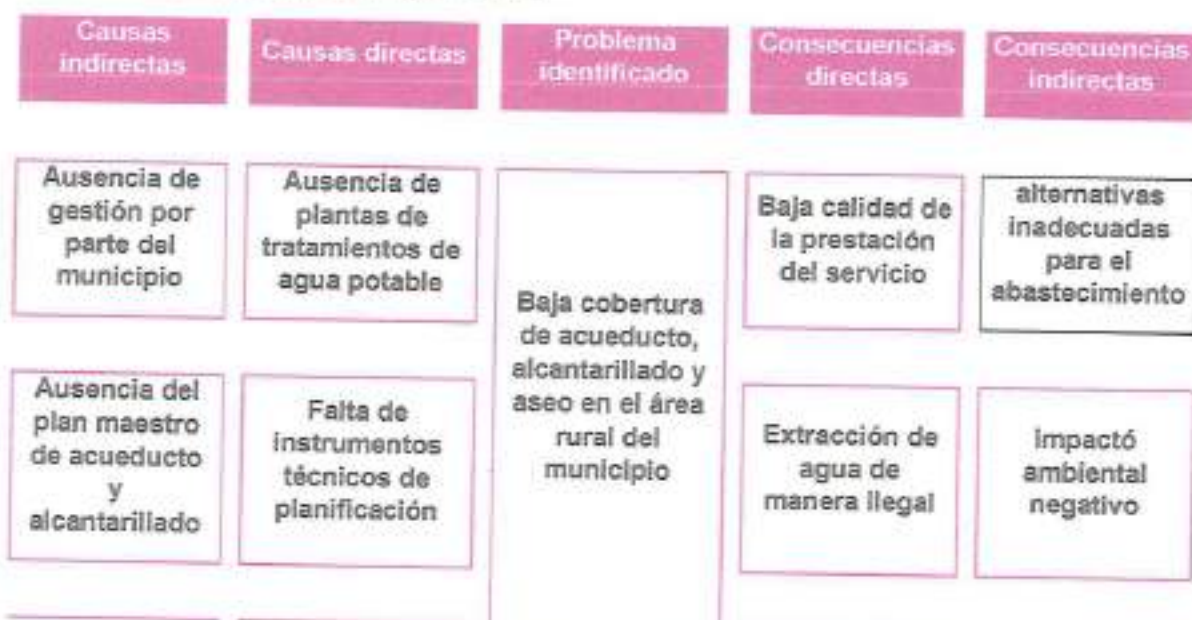 Causas
indirectas
Causas directas
Problema
identificado
Consecuencias
directas
Consecuencias
indirectas
Ausencia de
gestión por
parte del
municipio
Ausencia de
plantas de
tratamientos de
agua potable
Baja cobertura
de acueducto,
alcantarillado y
aseo en el área
rural del
municipio
Baja calidad de
la prestación
del servicio
alternativas
inadecuadas
para el
abastecimiento
Ausencia del
plan maestro
de acueducto
y
alcantarillado
Falta de
instrumentos
técnicos de
planificación
Extracción de
agua de
manera ilegal
impactó
ambiental
negativo